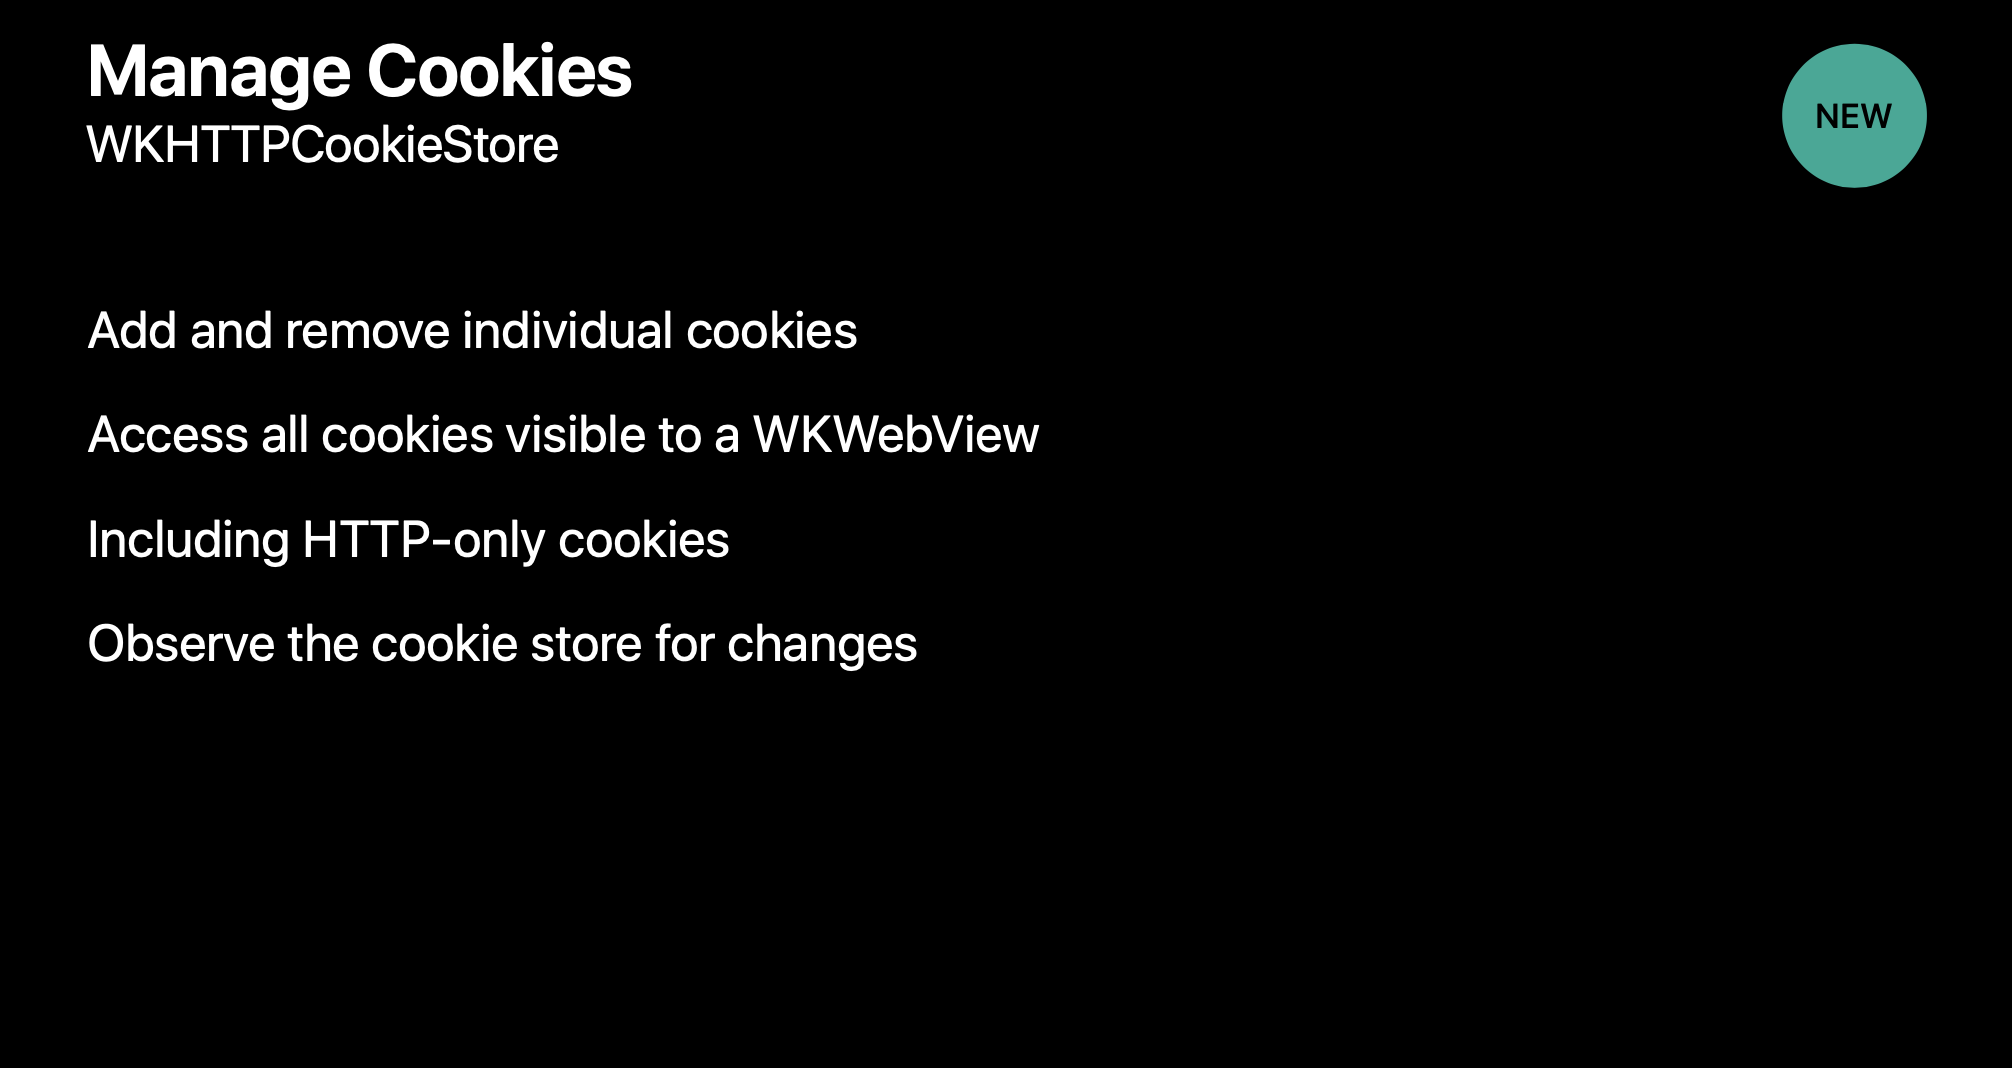 Manage Cookies
WKHTTPCookieStore
NEW
Add and remove individual cookies
Access all cookies visible to a WKWebView
Including HTTP-only cookies
Observe the cookie store for changes